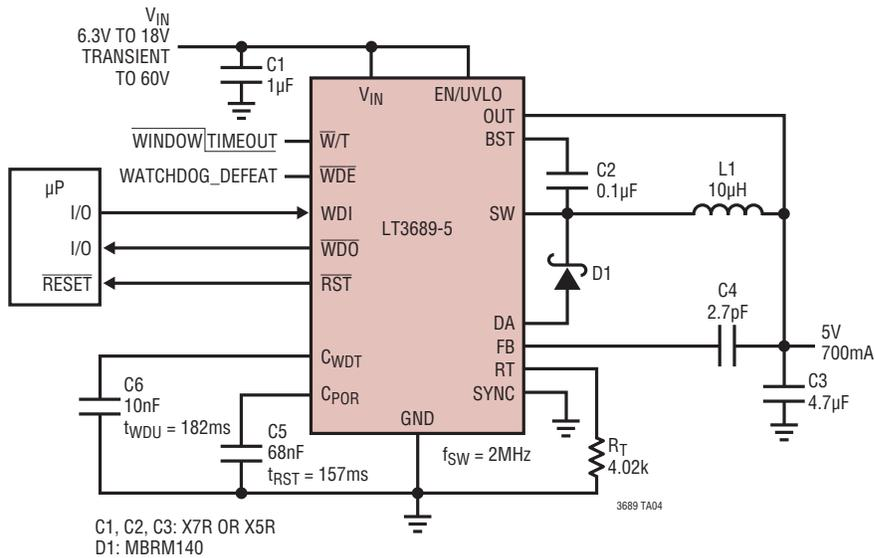 VIN
6.3V TO 18V
TRANSIENT
TO 60V
C1
1µF
VIN
EN/UVLO
OUT
BST
WINDOW TIMEOUT
W/T
WATCHDOG_DEFEAT
WDE
µP
I/O
WDI
I/O
WDO
RESET
RST
LT3689-5
SW
C2
0.1µF
L1
10µH
D1
DA
C4
2.7pF
FB
5V
700mA
RT
SYNC
C3
4.7µF
CWDT
CPOR
GND
C6
10nF
tWDU = 182ms
C5
68nF
tRST = 157ms
fSW = 2MHz
RT
4.02k
3689 TA04
C1, C2, C3: X7R OR X5R
D1: MBRM140